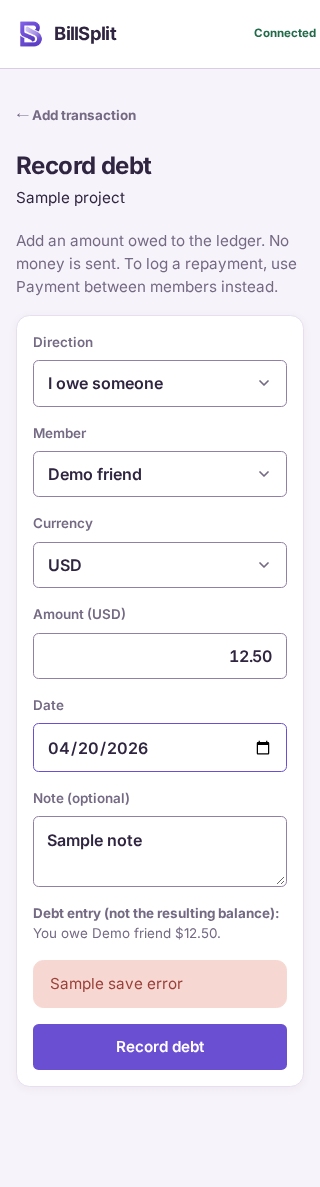 BillSplit
Connected
← Add transaction
Record debt
Sample project
Add an amount owed to the ledger. No
money is sent. To log a repayment, use
Payment between members instead.
Direction
I owe someone
Member
Demo friend
Currency
USD
Amount (USD)
12.50
Date
04/20/2026
Note (optional)
Sample note
Debt entry (not the resulting balance):
You owe Demo friend $12.50.
Sample save error
Record debt